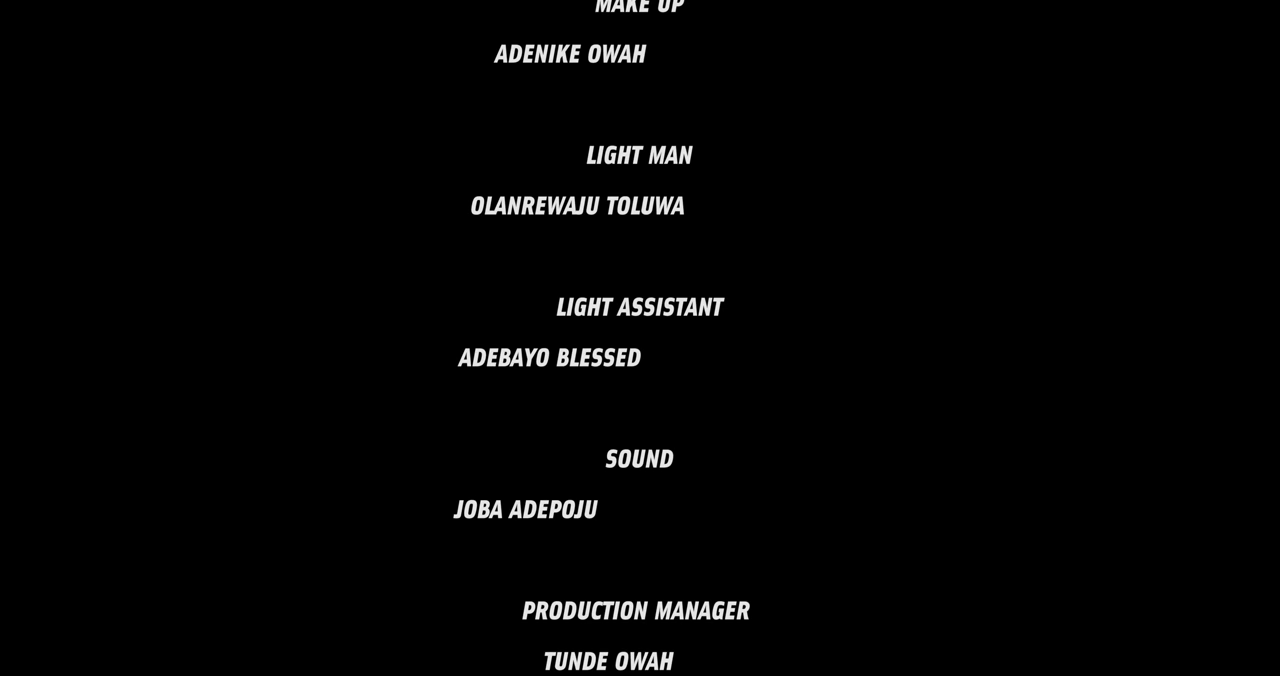 MAKE UP
ADENIKE OWAH
LIGHT MAN
OLANREWAJU TOLUWA
LIGHT ASSISTANT
ADEBAYO BLESSED
SOUND
JOBA ADEPOJU
PRODUCTION MANAGER
TUNDE OWAH